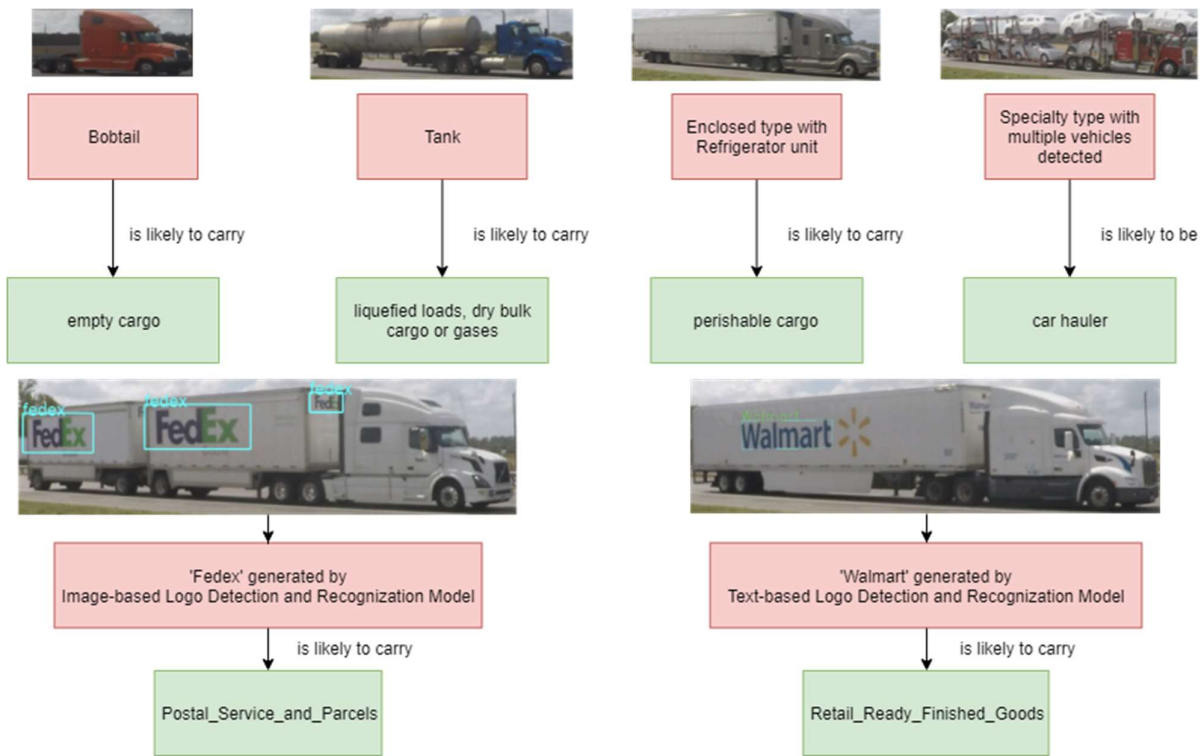 Bobtail
Tank
Enclosed type with
Refrigerator unit
Specialty type with
multiple vehicles
detected
is likely to carry
is likely to carry
is likely to carry
is likely to be
empty cargo
liquefied loads, dry bulk
cargo or gases
perishable cargo
car hauler
fedex
FedEx
fedex
FedEx
fedex
FedEx
Walmart
Walmart
'Fedex' generated by
Image-based Logo Detection and Recognization Model
'Walmart' generated by
Text-based Logo Detection and Recognization Model
is likely to carry
is likely to carry
Postal_Service_and_Parcels
Retail_Ready_Finished_Goods